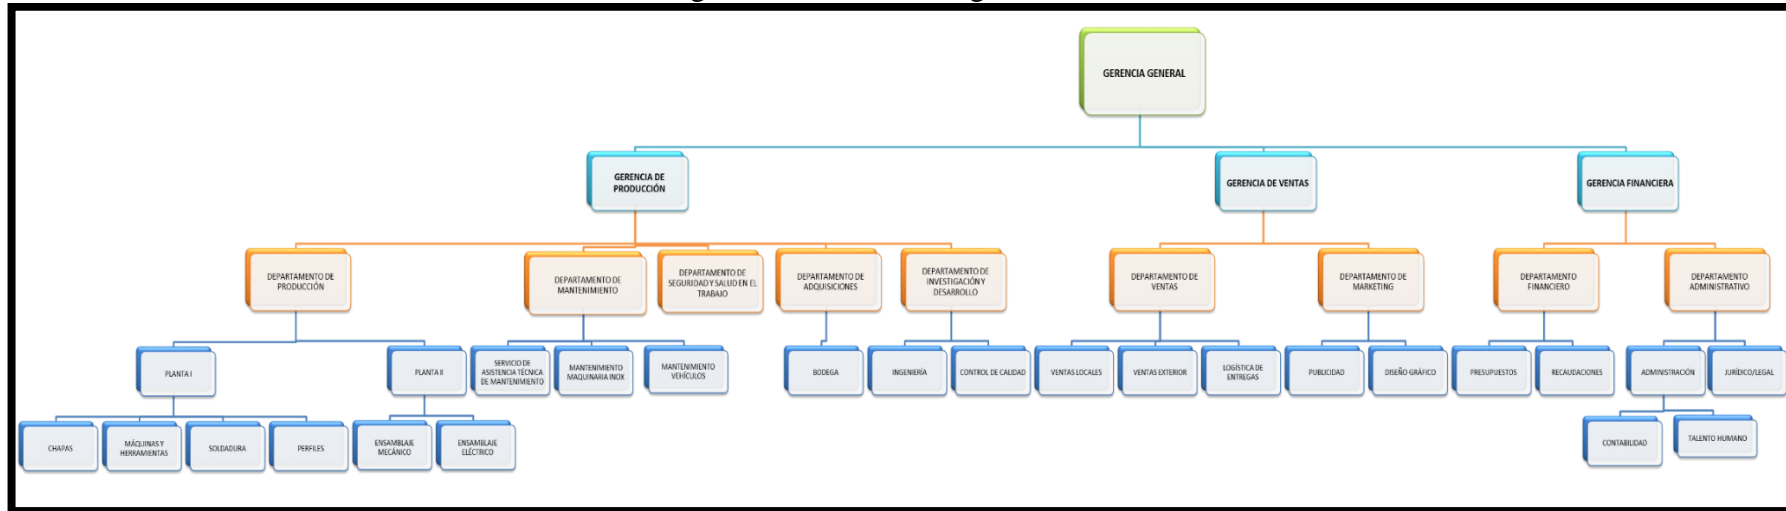 GERENCIA GENERAL
GERENCIA DE
PRODUCCIÓN
GERENCIA DE VENTAS
GERENCIA FINANCIERA
DEPARTAMENTO DE
PRODUCCIÓN
DEPARTAMENTO DE
MANTENIMIENTO
DEPARTAMENTO DE
SEGURIDAD Y SALUD EN EL
TRABAJO
DEPARTAMENTO DE
ADQUISICIONES
DEPARTAMENTO DE
INVESTIGACIÓN Y
DESARROLLO
DEPARTAMENTO DE
VENTAS
DEPARTAMENTO DE
MARKETING
DEPARTAMENTO
FINANCIERO
DEPARTAMENTO
ADMINISTRATIVO
PLANTA I
PLANTA II
SERVICIO DE
ASISTENCIA TÉCNICA
DE MANTENIMIENTO
MANTENIMIENTO
MAQUINARIA INOX
MANTENIMIENTO
VEHÍCULOS
BODEGA
INGENIERÍA
CONTROL DE CALIDAD
VENTAS LOCALES
VENTAS EXTERIOR
LOGÍSTICA DE
ENTREGAS
PUBLICIDAD
DISEÑO GRÁFICO
PRESUPUESTOS
RECAUDACIONES
ADMINISTRACIÓN
JURÍDICO/LEGAL
CHAPAS
MÁQUINAS Y
HERRAMIENTAS
SOLDADURA
PERFILES
ENSAMBLAJE
MECÁNICO
ENSAMBLAJE
ELÉCTRICO
CONTABILIDAD
TALENTO HUMANO